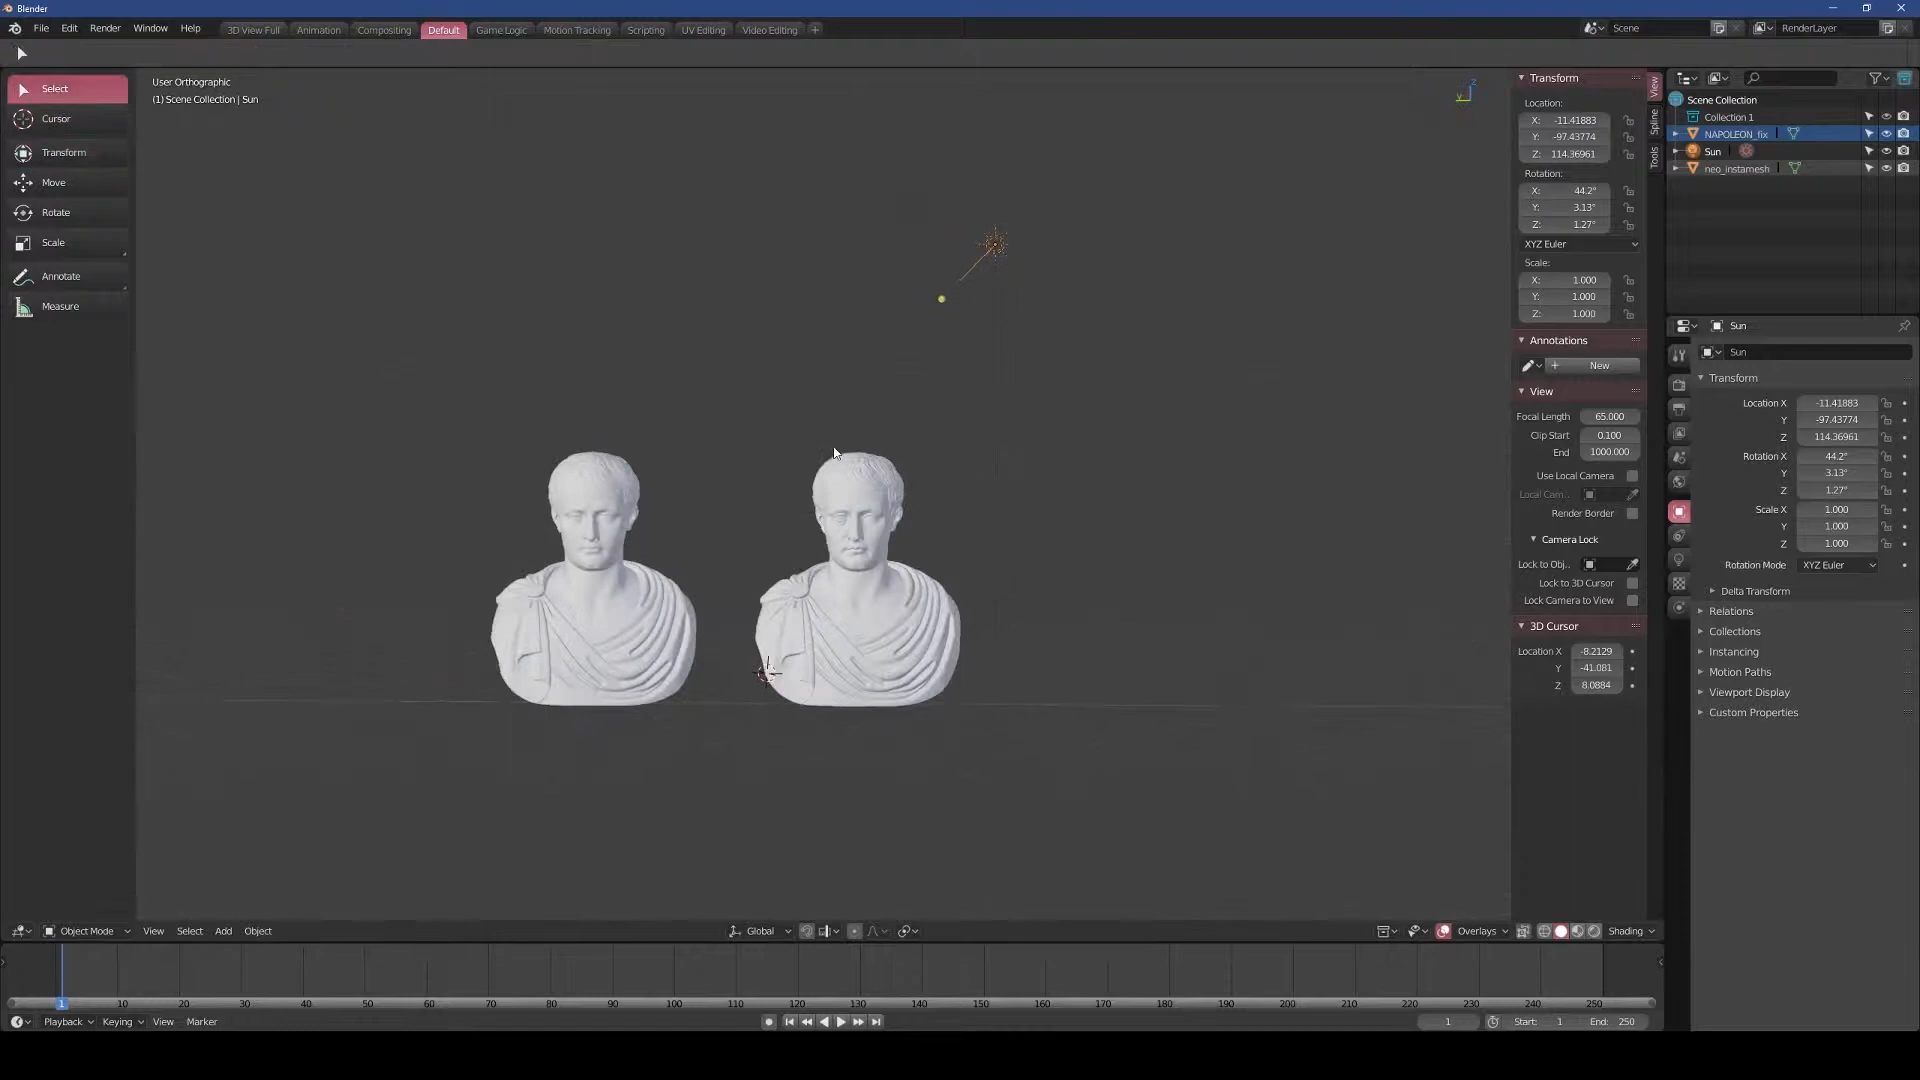 Blender
File Edit Render Window Help 3D View Full Animation Compositing Default Game Logic Motion Tracking Scripting UV Editing Video Editing + Scene RenderLayer
Select
Cursor
Transform
Move
Rotate
Scale
Annotate
Measure
User Orthographic
(1) Scene Collection | Sun
Z
Y
Transform
Location:
X: -11.41883
Y: -97.43774
Z: 114.36961
Rotation:
X: 44.2°
Y: 3.13°
Z: 1.27°
XYZ Euler
Scale:
X: 1.000
Y: 1.000
Z: 1.000
Annotations
+ New
View
Focal Length 65.000
Clip Start 0.100
End 1000.000
Use Local Camera
Local Cam..
Render Border
Camera Lock
Lock to Obj..
Lock to 3D Cursor
Lock Camera to View
3D Cursor
Location X -8.2129
Y -41.081
Z 8.0884
View
Spline
Tools
Scene Collection
Collection 1
NAPOLEON_fix
Sun
neo_instamesh
Sun
Sun
Transform
Location X -11.41883
Y -97.43774
Z 114.36961
Rotation X 44.2°
Y 3.13°
Z 1.27°
Scale X 1.000
Y 1.000
Z 1.000
Rotation Mode XYZ Euler
Delta Transform
Relations
Collections
Instancing
Motion Paths
Viewport Display
Custom Properties
Object Mode View Select Add Object Global Overlays Shading
1 10 20 30 40 50 60 70 80 90 100 110 120 130 140 150 160 170 180 190 200 210 220 230 240 250
Playback Keying View Marker 1 Start: 1 End: 250